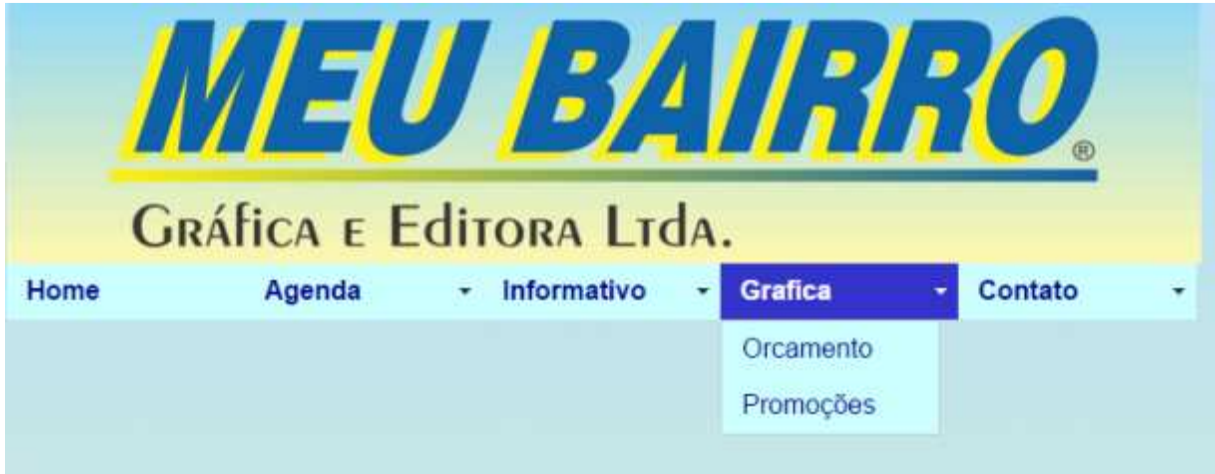 MEU BAIRRO®
Gráfica e Editora Ltda.
Home Agenda Informativo Grafica Contato
Orcamento
Promoções